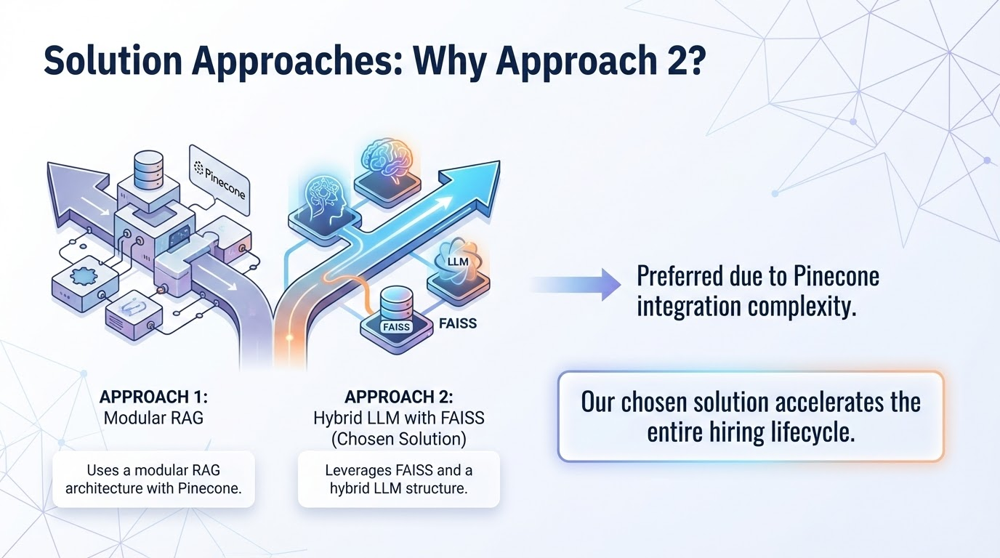 Solution Approaches: Why Approach 2?
Pinecone
LLM
FAISS
FAISS
APPROACH 1:
Modular RAG
Uses a modular RAG
architecture with Pinecone.
APPROACH 2:
Hybrid LLM with FAISS
(Chosen Solution)
Leverages FAISS and a
hybrid LLM structure.
Preferred due to Pinecone
integration complexity.
Our chosen solution accelerates the
entire hiring lifecycle.